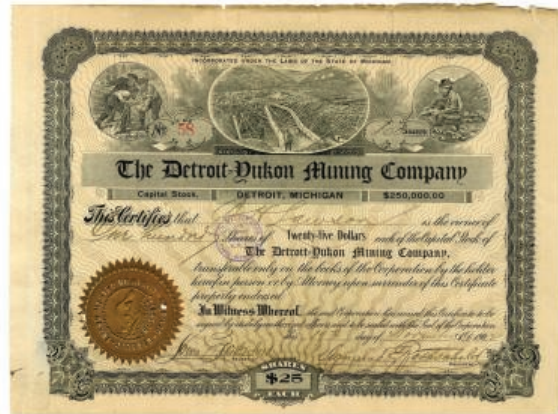 INCORPORATED UNDER THE LAWS OF THE STATE OF MICHIGAN
No 58
The Detroit-Yukon Mining Company
Capital Stock, DETROIT, MICHIGAN $250,000.00
This Certifies that is the owner of
One hundred Shares of Twenty-five Dollars each of the Capital Stock of
The Detroit-Yukon Mining Company,
transferable only on the books of the Corporation by the holder
hereof in person or by Attorney upon surrender of this Certificate
properly endorsed
In Witness Whereof, the said Corporation has caused this Certificate to be
signed by its duly authorized officers and to be sealed with the Seal of the Corporation
day of
SHARES
$25
EACH